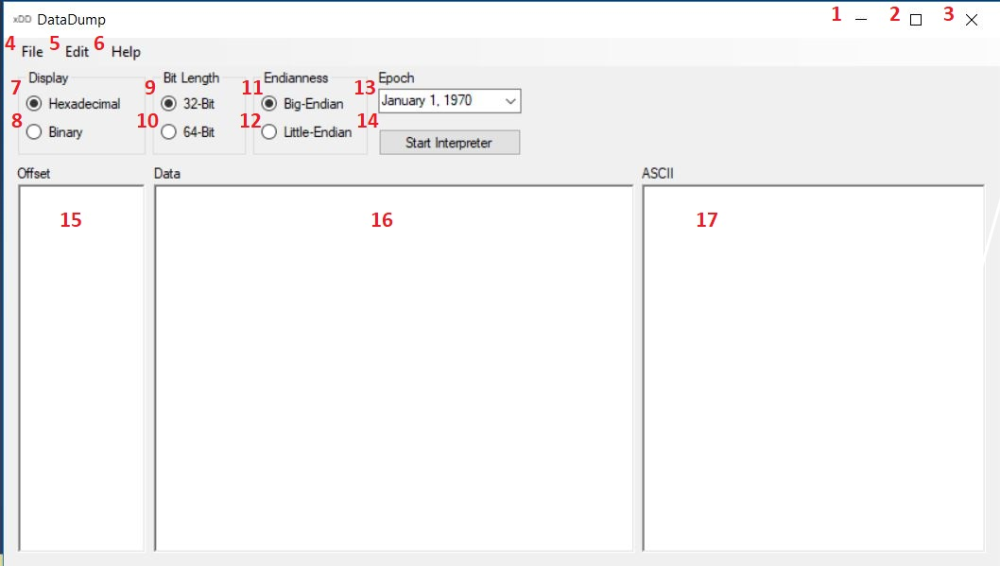 xDD DataDump 1 2 3
4 File 5 Edit 6 Help
Display Bit Length Endianness Epoch
7 Hexadecimal 9 32-Bit 11 Big-Endian 13 January 1, 1970
8 Binary 10 64-Bit 12 Little-Endian 14 Start Interpreter
Offset Data ASCII
15 16 17